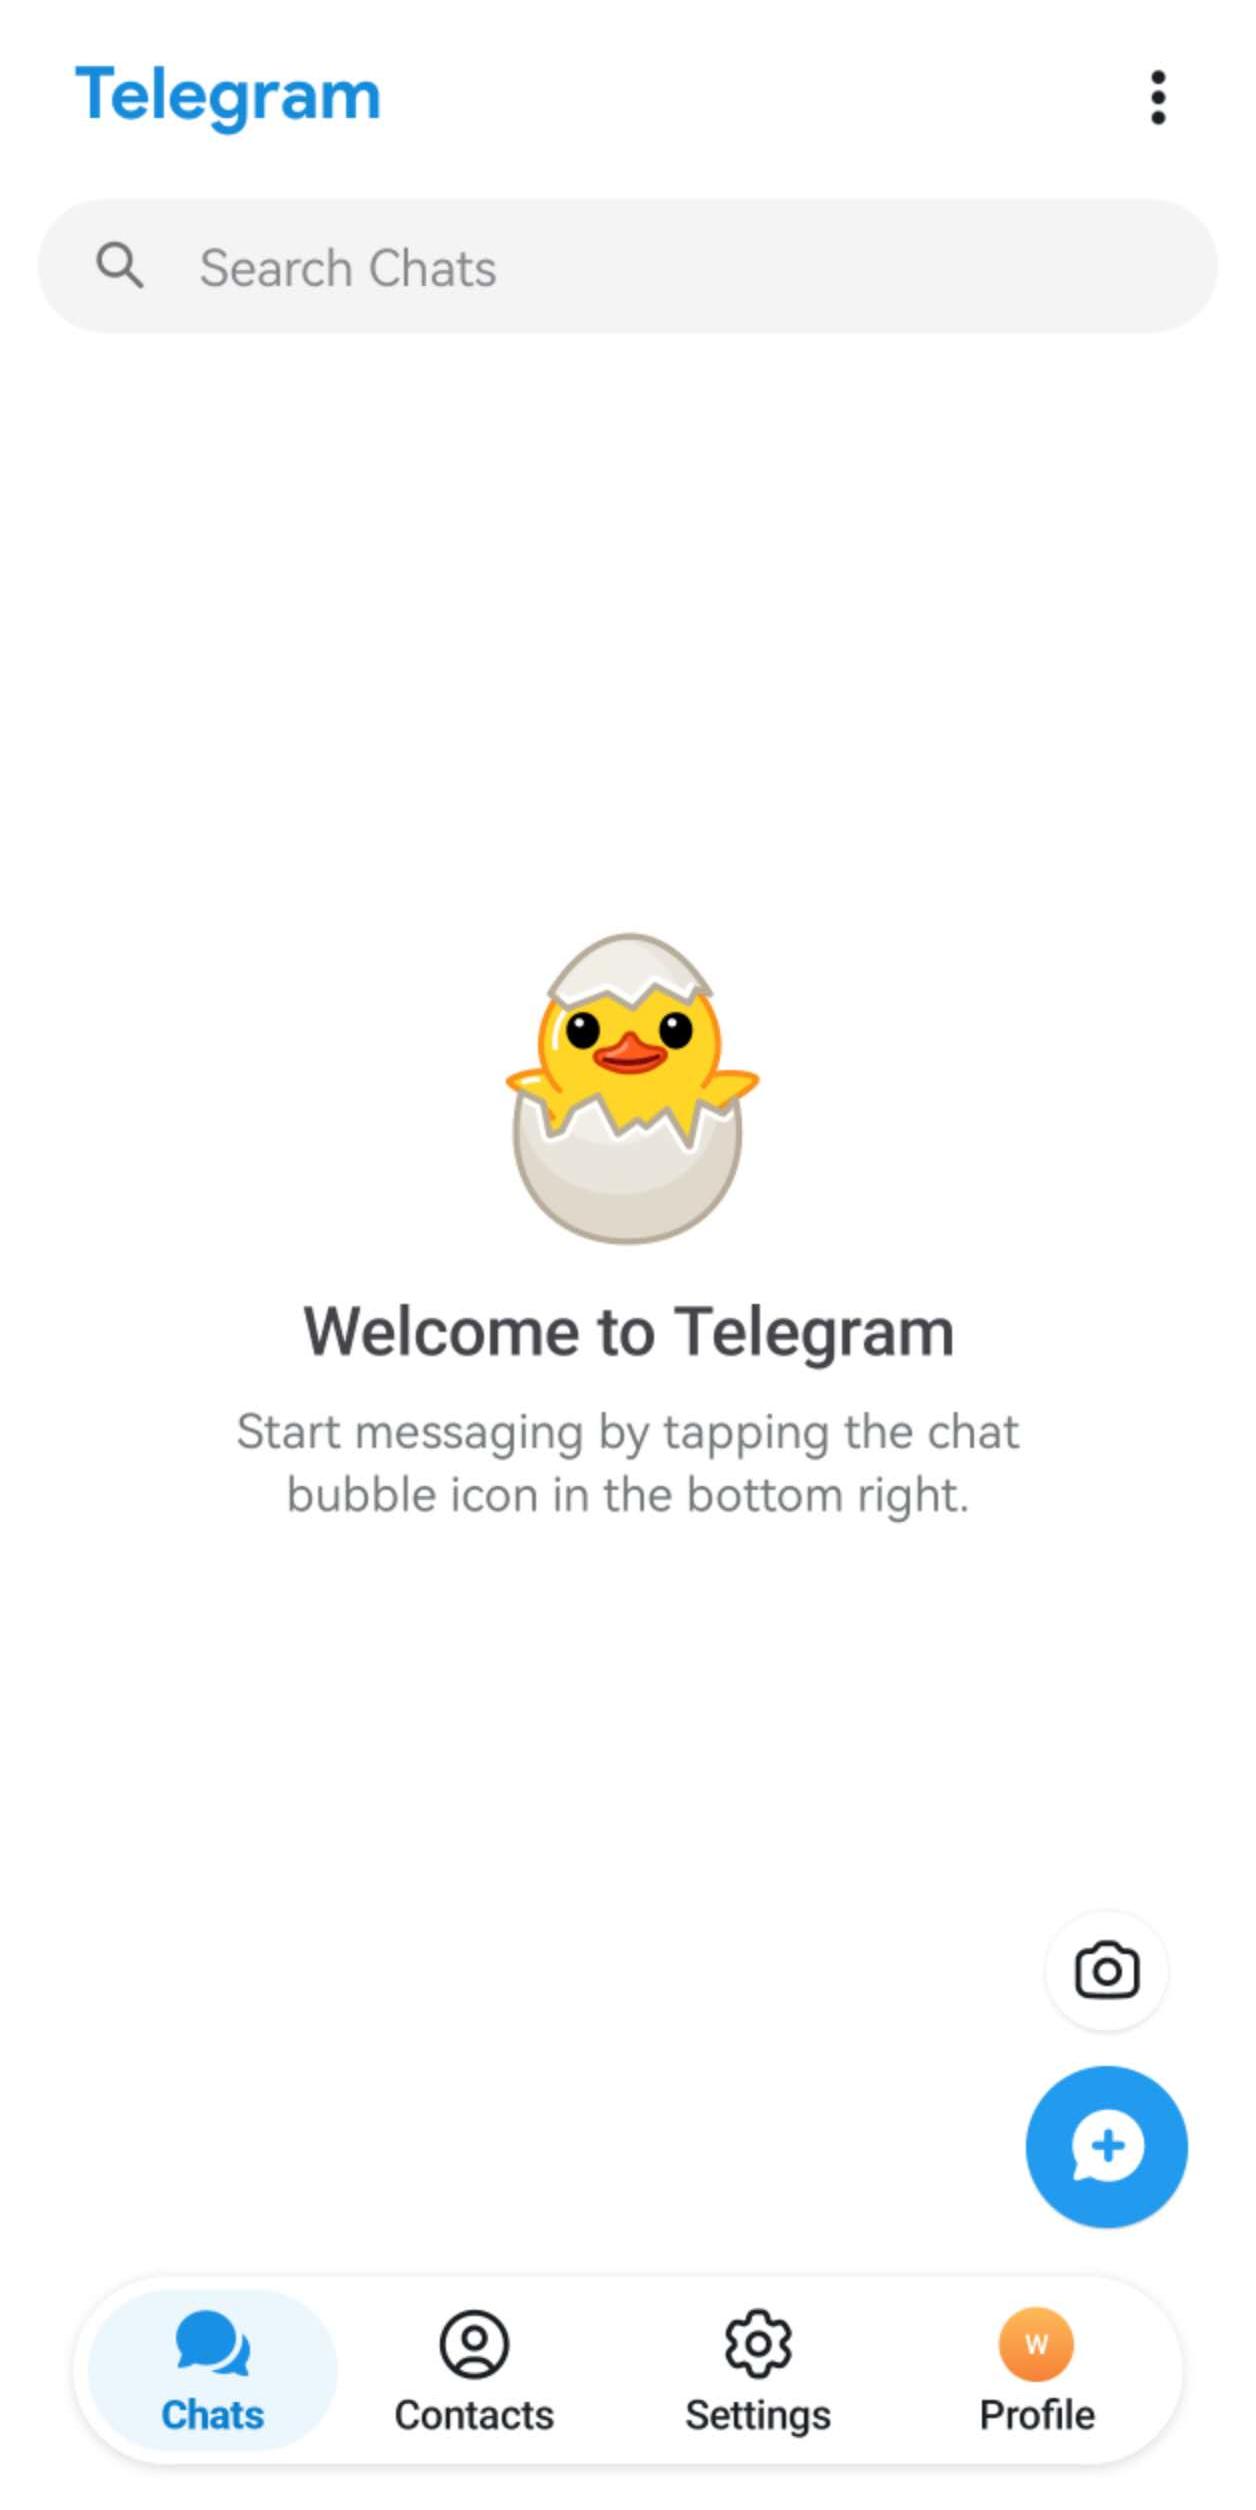 Telegram
Search Chats
Welcome to Telegram
Start messaging by tapping the chat
bubble icon in the bottom right.
W
Chats
Contacts
Settings
Profile